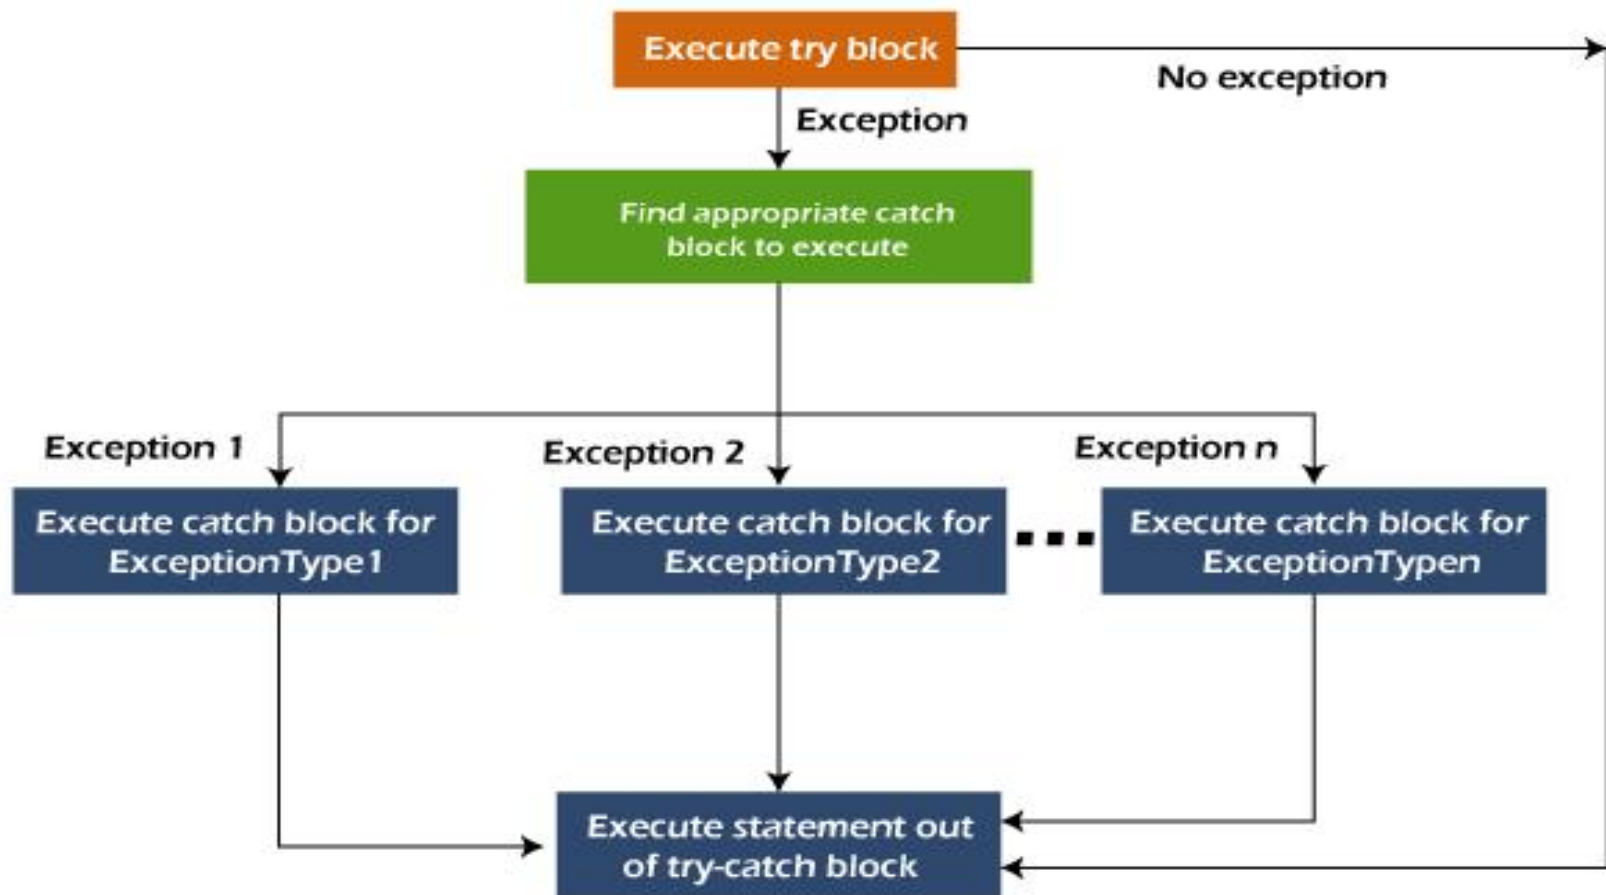 Execute try block
No exception
Exception
Find appropriate catch
block to execute
Exception 1
Exception 2
Exception n
Execute catch block for
ExceptionType1
Execute catch block for
ExceptionType2
Execute catch block for
ExceptionTypen
Execute statement out
of try-catch block